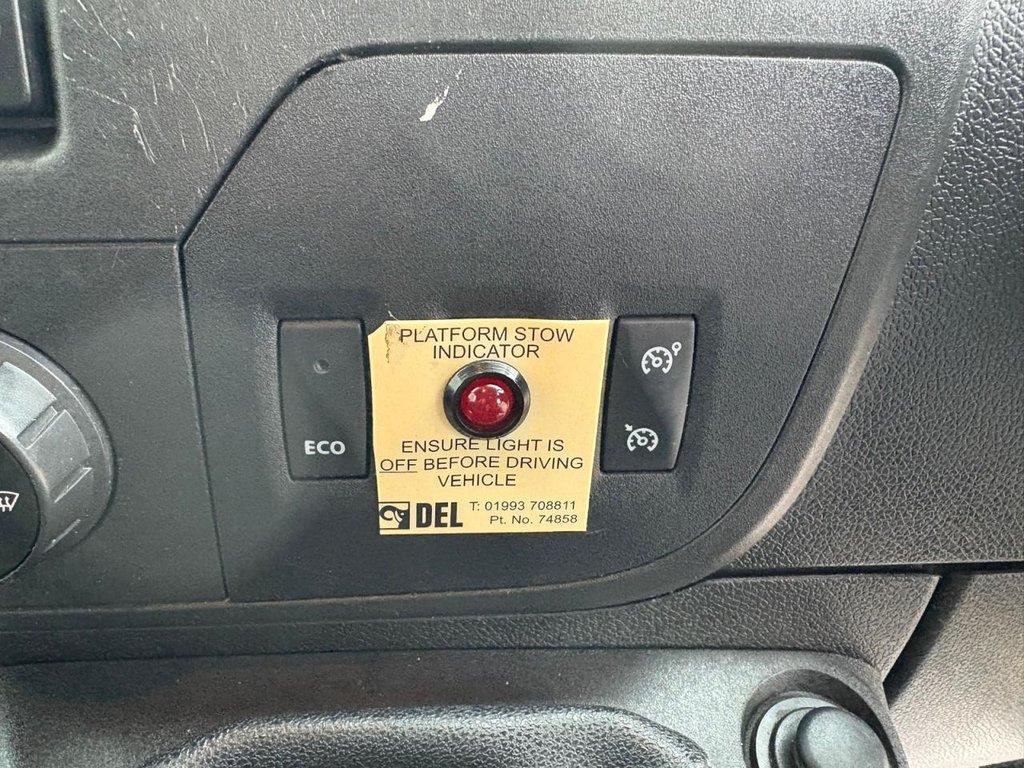 PLATFORM STOW
INDICATOR
ECO
ENSURE LIGHT IS
OFF BEFORE DRIVING
VEHICLE
DEL
T: 01993 708811
Pt. No. 74858